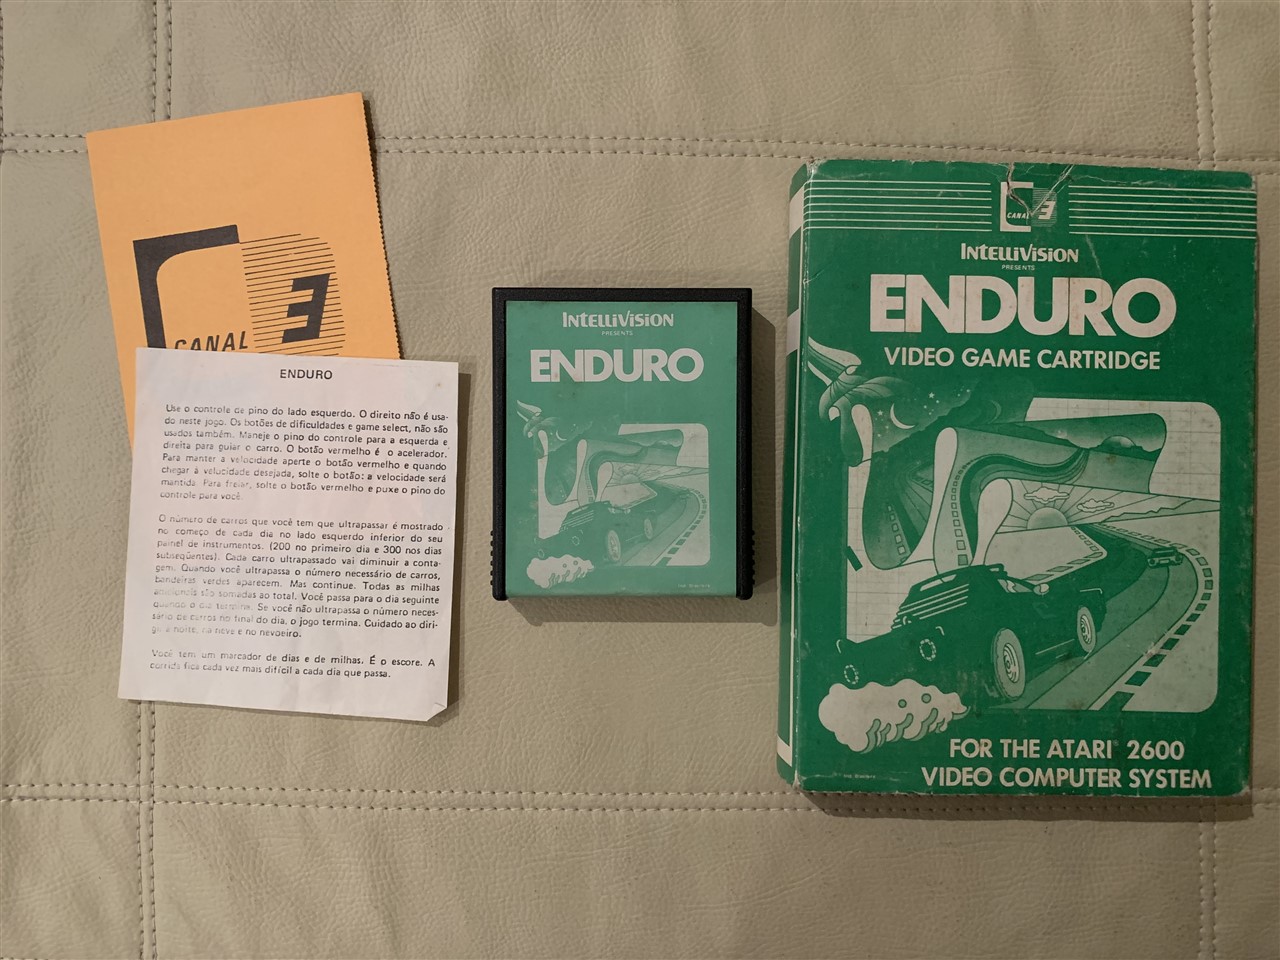 CANAL 3
ENDURO
Use o controle de pino do lado esquerdo. O direito não é usa-
do neste jogo. Os botões de dificuldades e game select, não são
usados também. Maneje o pino do controle para a esquerda e
direita para guiar o carro. O botão vermelho é o acelerador.
Para manter a velocidade aperte o botão vermelho e quando
chegar à velocidade desejada, solte o botão: a velocidade será
mantida. Para freiar, solte o botão vermelho e puxe o pino do
controle para você.
O número de carros que você tem que ultrapassar é mostrado
no começo de cada dia no lado esquerdo inferior do seu
painel de instrumentos. (200 no primeiro dia e 300 nos dias
subseqüentes). Cada carro ultrapassado vai diminuir a conta-
gem. Quando você ultrapassa o número necessário de carros,
bandeiras verdes aparecem. Mas continue. Todas as milhas
adicionais são somadas ao total. Você passa para o dia seguinte
quando o dia termina. Se você não ultrapassa o número neces-
sário de carros no final do dia, o jogo termina. Cuidado ao diri-
gir à noite, na neve e no nevoeiro.
Você tem um marcador de dias e de milhas. É o escore. A
corrida fica cada vez mais difícil a cada dia que passa.
INTELLIVISION
PRESENTS
ENDURO
CANAL 3
INTELLIVISION
PRESENTS
ENDURO
VIDEO GAME CARTRIDGE
FOR THE ATARI 2600
VIDEO COMPUTER SYSTEM